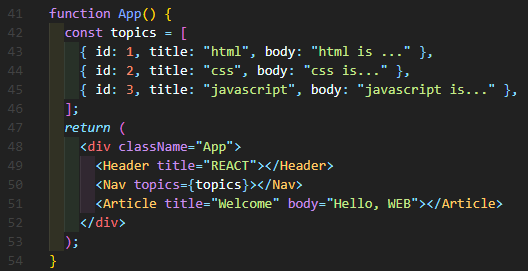 41 function App() {
42   const topics = [
43     { id: 1, title: "html", body: "html is ..." },
44     { id: 2, title: "css", body: "css is..." },
45     { id: 3, title: "javascript", body: "javascript is..." },
46   ];
47   return (
48     <div className="App">
49       <Header title="REACT"></Header>
50       <Nav topics={topics}></Nav>
51       <Article title="Welcome" body="Hello, WEB"></Article>
52     </div>
53   );
54 }